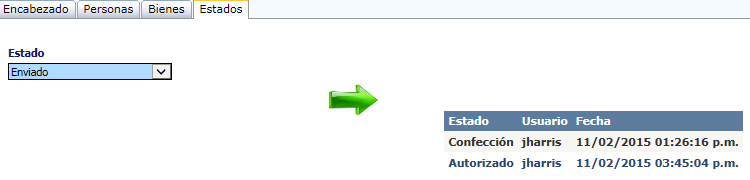 Encabezado Personas Bienes Estados
Estado
Enviado
Estado Usuario Fecha
Confección jharris 11/02/2015 01:26:16 p.m.
Autorizado jharris 11/02/2015 03:45:04 p.m.